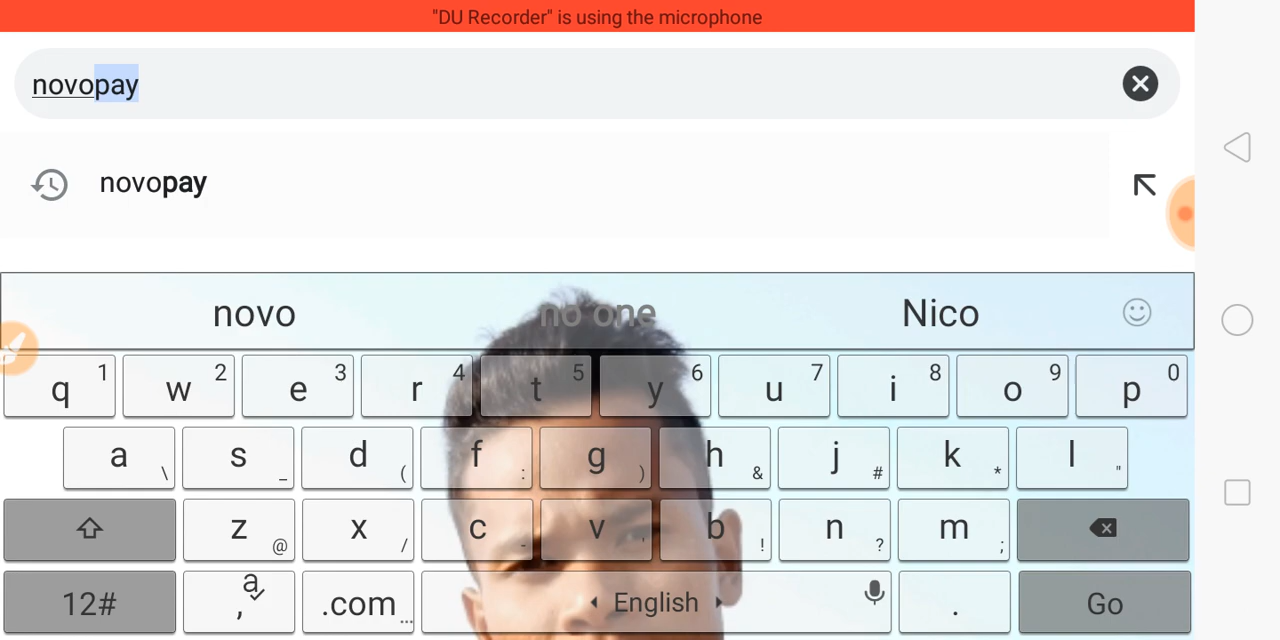 "DU Recorder" is using the microphone
novopay
novopay
novo no one Nico
q 1 w 2 e 3 r 4 t 5 y 6 u 7 i 8 o 9 p 0
a \ s _ d ( f : g ) h & j # k * l "
z @ x / c - v ' b ! n ? m ;
12# a , .com ... English . Go